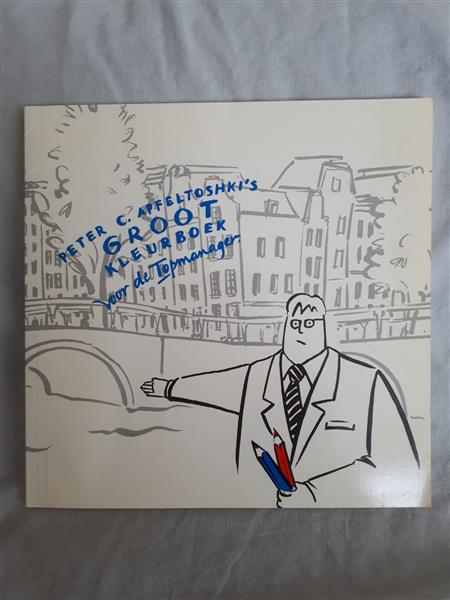 PETER C. APFELTOSHKI's
GROOT
KLEURBOEK
voor de Topmanager.